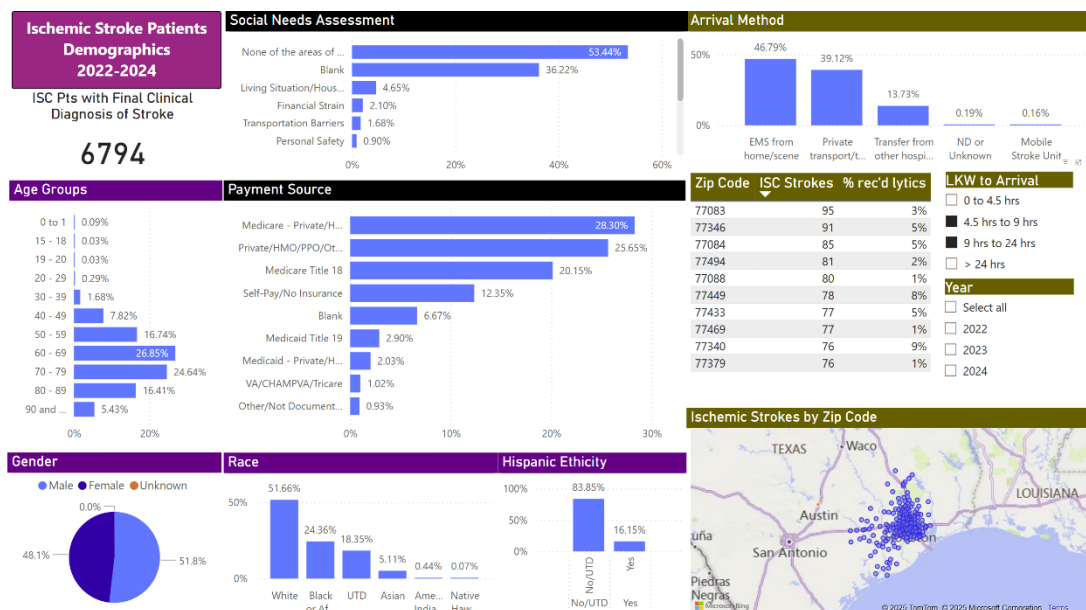 Ischemic Stroke Patients
Demographics
2022-2024
ISC Pts with Final Clinical
Diagnosis of Stroke
6794
Social Needs Assessment
None of the areas of ...
53.44%
Blank
36.22%
Living Situation/Hous...
4.65%
Financial Strain
2.10%
Transportation Barriers
1.68%
Personal Safety
0.90%
0%
20%
40%
60%
Arrival Method
50%
0%
46.79%
39.12%
13.73%
0.19%
0.16%
EMS from
home/scene
Private
transport/t...
Transfer from
other hospi...
ND or
Unknown
Mobile
Stroke Unit
Age Groups
0 to 1
0.09%
15 - 18
0.03%
19 - 20
0.03%
20 - 29
0.29%
30 - 39
1.68%
40 - 49
7.82%
50 - 59
16.74%
60 - 69
26.85%
70 - 79
24.64%
80 - 89
16.41%
90 and ...
5.43%
0%
20%
Payment Source
Medicare - Private/H...
28.30%
Private/HMO/PPO/Ot...
25.65%
Medicare Title 18
20.15%
Self-Pay/No Insurance
12.35%
Blank
6.67%
Medicaid Title 19
2.90%
Medicaid - Private/H...
2.03%
VA/CHAMPVA/Tricare
1.02%
Other/Not Document...
0.93%
0%
10%
20%
30%
Zip Code ISC Strokes % rec'd lytics
77083 95 3%
77346 91 5%
77084 85 5%
77494 81 2%
77088 80 1%
77449 78 8%
77433 77 5%
77469 77 1%
77340 76 9%
77379 76 1%
LKW to Arrival
0 to 4.5 hrs
4.5 hrs to 9 hrs
9 hrs to 24 hrs
> 24 hrs
Year
Select all
2022
2023
2024
Gender
Male Female Unknown
0.0%
48.1%
51.8%
Race
50%
0%
51.66%
24.36%
18.35%
5.11%
0.44%
0.07%
White
Black
or Af...
UTD
Asian
Ame...
India...
Native
Haw...
Hispanic Ethicity
100%
50%
0%
83.85%
16.15%
No/UTD
Yes
No/UTD
Yes
Ischemic Strokes by Zip Code
TEXAS
Waco
LOUISIANA
Austin
San Antonio
Piedras
Negras
Microsoft Bing
© 2025 TomTom, © 2025 Microsoft Corporation Terms